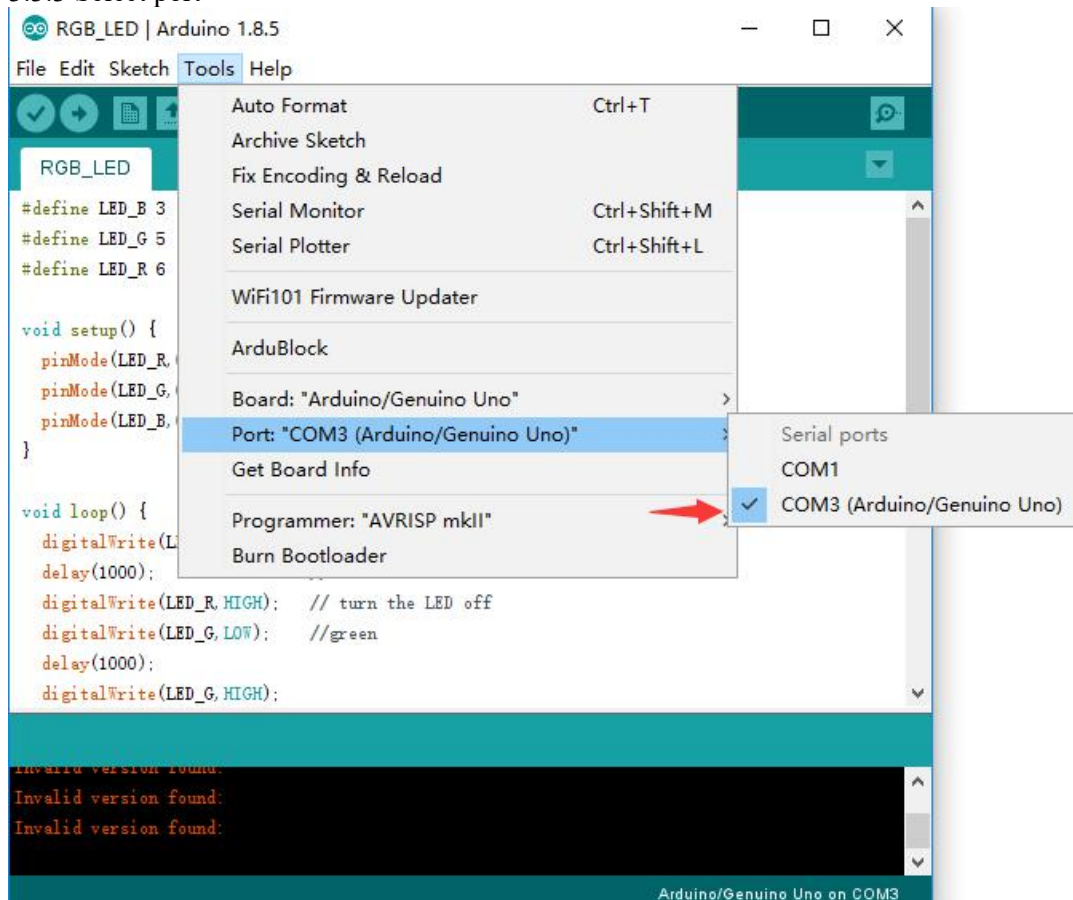 RGB_LED | Arduino 1.8.5
File Edit Sketch Tools Help
Auto Format Ctrl+T
Archive Sketch
RGB_LED
Fix Encoding & Reload
#define LED_B 3
Serial Monitor Ctrl+Shift+M
#define LED_G 5
Serial Plotter Ctrl+Shift+L
#define LED_R 6
WiFi101 Firmware Updater
void setup() {
ArduBlock
pinMode(LED_R,
pinMode(LED_G,
Board: "Arduino/Genuino Uno"
pinMode(LED_B,
Port: "COM3 (Arduino/Genuino Uno)"
Serial ports
}
Get Board Info
COM1
COM3 (Arduino/Genuino Uno)
void loop() {
Programmer: "AVRISP mkII"
digitalWrite(L
Burn Bootloader
delay(1000);
digitalWrite(LED_R,HIGH); // turn the LED off
digitalWrite(LED_G,LOW); //green
delay(1000);
digitalWrite(LED_G,HIGH);
Invalid version found:
Invalid version found:
Invalid version found:
Arduino/Genuino Uno on COM3